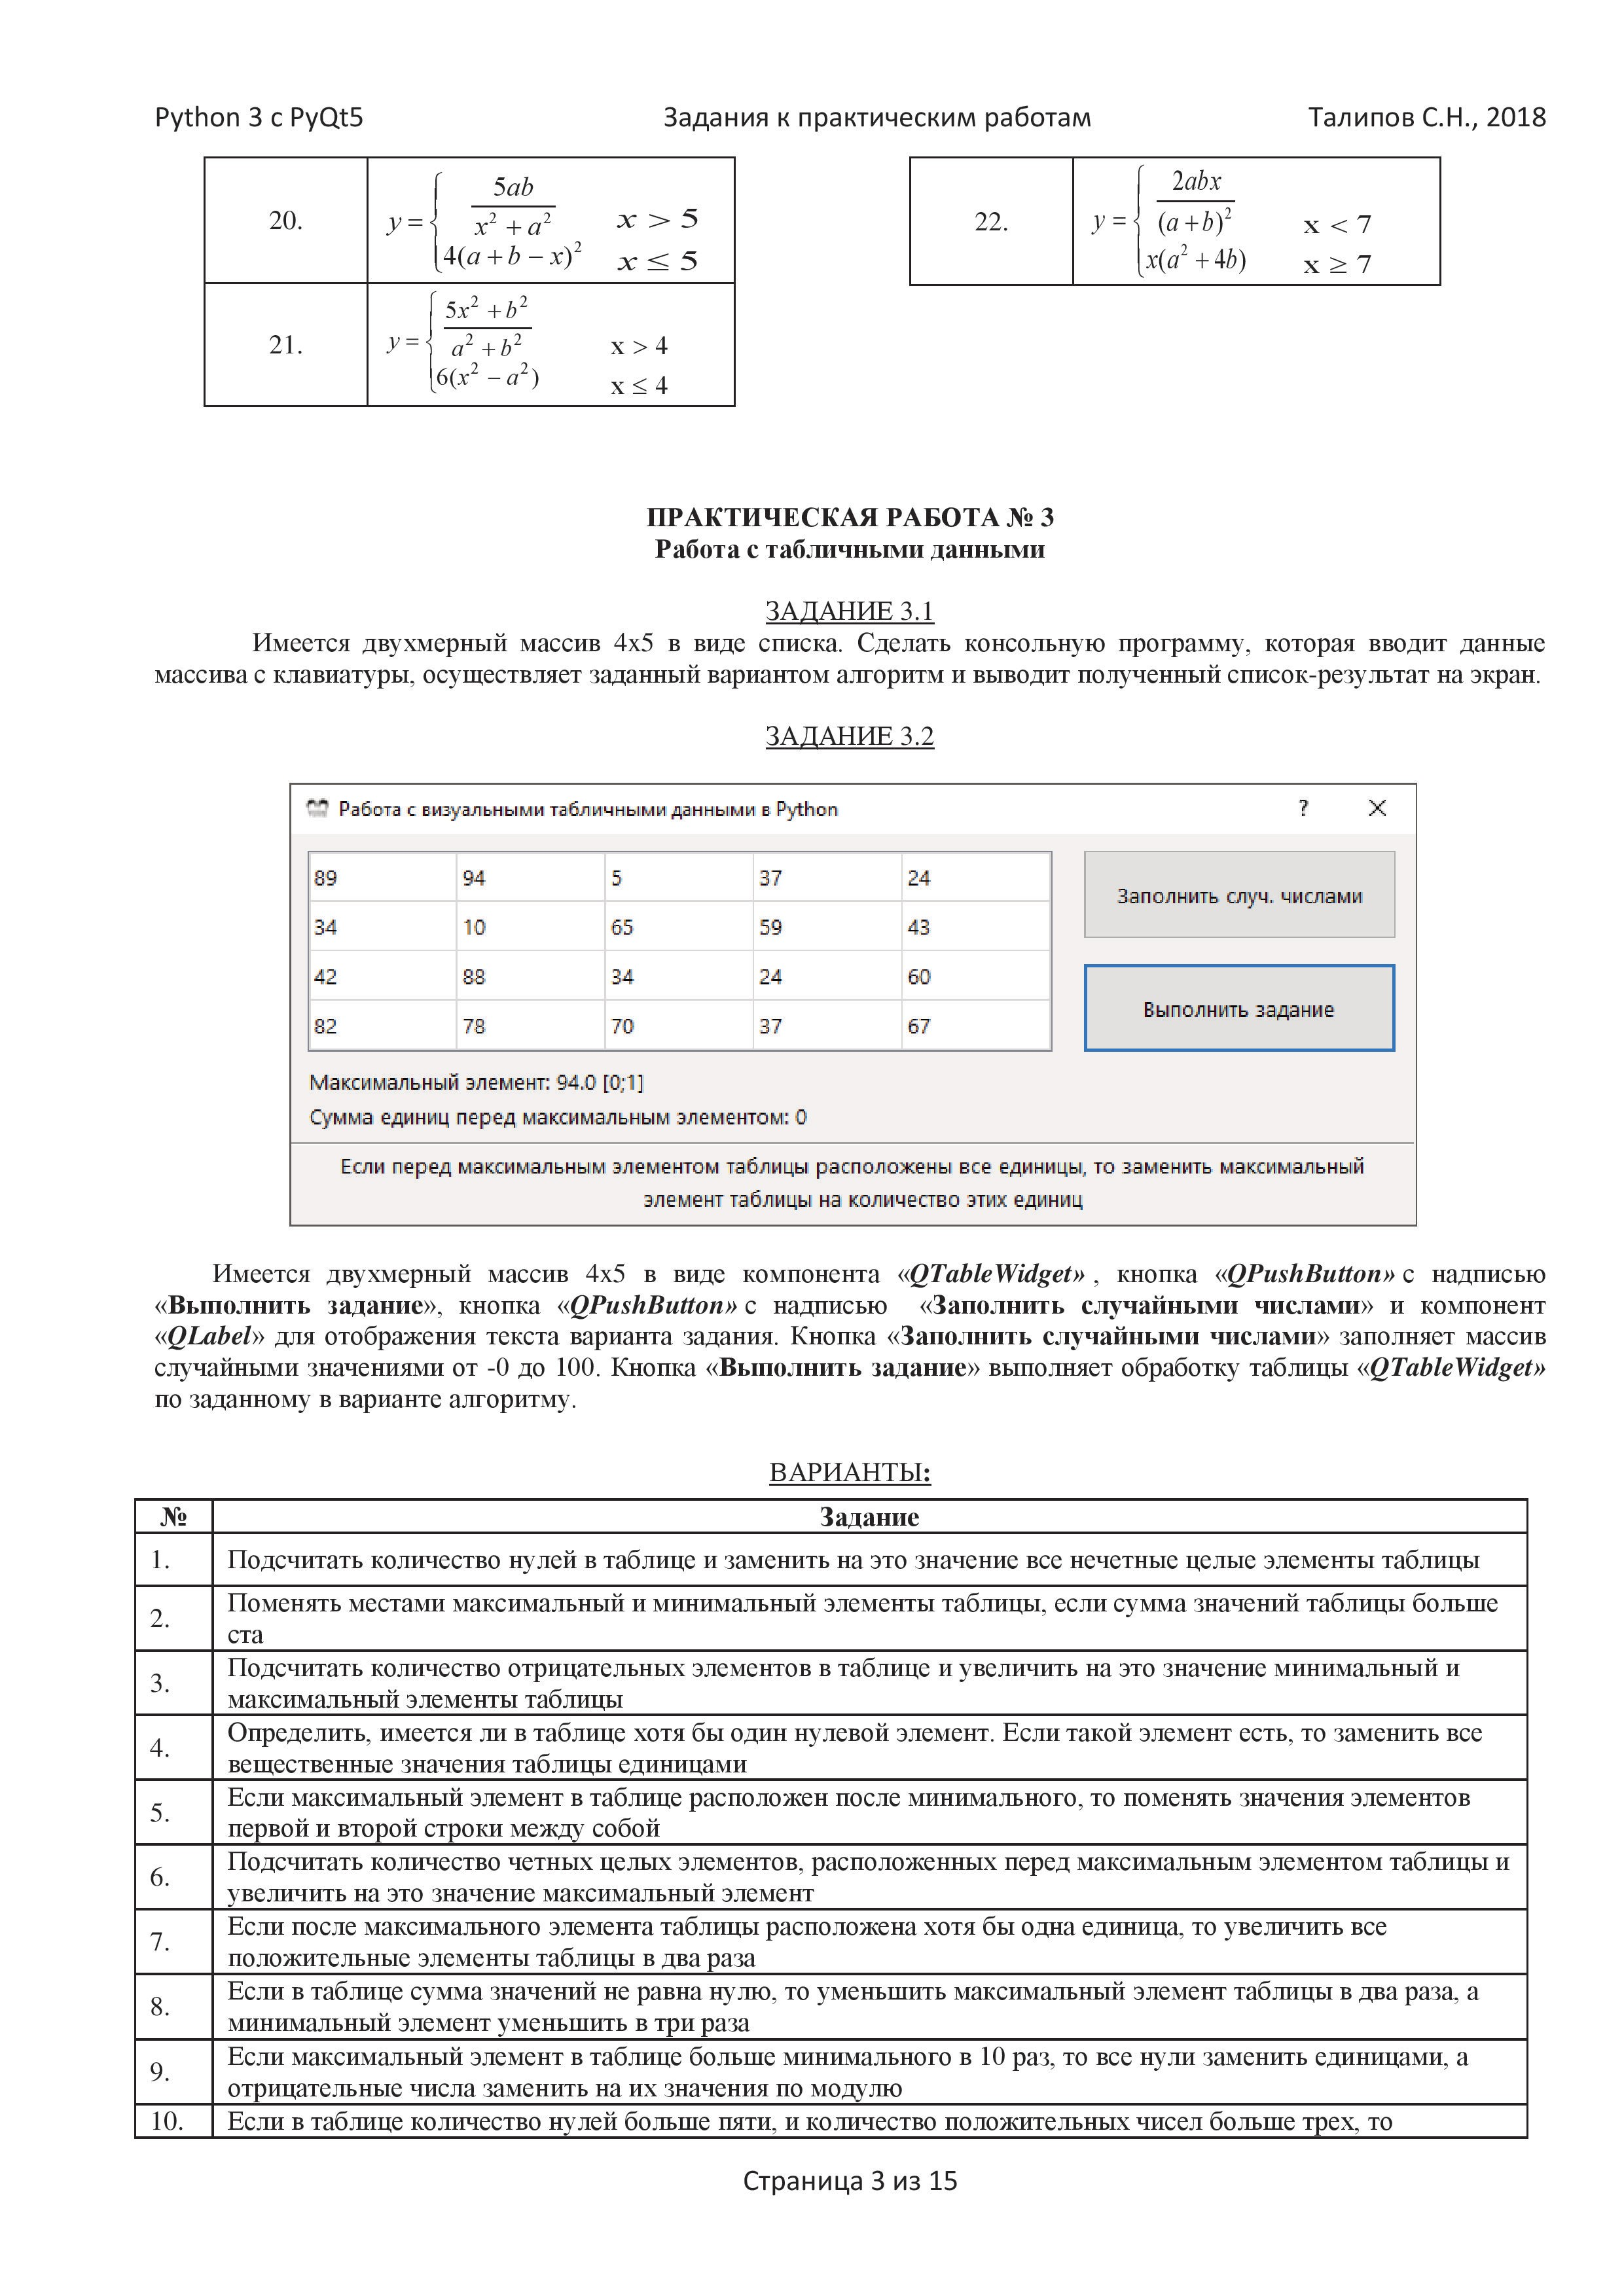 Python 3 с PyQt5 Задания к практическим работам Талипов С.Н., 2018
20. y = { 5ab / (x² + a²) x > 5
4(a + b − x)² x ≤ 5
22. y = { 2abx / (a + b)² x < 7
x(a² + 4b) x ≥ 7
21. y = { (5x² + b²) / (a² + b²) x > 4
6(x² − a²) x ≤ 4
ПРАКТИЧЕСКАЯ РАБОТА № 3
Работа с табличными данными
ЗАДАНИЕ 3.1
Имеется двухмерный массив 4х5 в виде списка. Сделать консольную программу, которая вводит данные
массива с клавиатуры, осуществляет заданный вариантом алгоритм и выводит полученный список-результат на экран.
ЗАДАНИЕ 3.2
Работа с визуальными табличными данными в Python ?
89 94 5 37 24
34 10 65 59 43
42 88 34 24 60
82 78 70 37 67
Заполнить случ. числами
Выполнить задание
Максимальный элемент: 94.0 [0;1]
Сумма единиц перед максимальным элементом: 0
Если перед максимальным элементом таблицы расположены все единицы, то заменить максимальный
элемент таблицы на количество этих единиц
Имеется двухмерный массив 4х5 в виде компонента «QTableWidget» , кнопка «QPushButton» с надписью
«Выполнить задание», кнопка «QPushButton» с надписью «Заполнить случайными числами» и компонент
«QLabel» для отображения текста варианта задания. Кнопка «Заполнить случайными числами» заполняет массив
случайными значениями от -0 до 100. Кнопка «Выполнить задание» выполняет обработку таблицы «QTableWidget»
по заданному в варианте алгоритму.
ВАРИАНТЫ:
№ Задание
1. Подсчитать количество нулей в таблице и заменить на это значение все нечетные целые элементы таблицы
2. Поменять местами максимальный и минимальный элементы таблицы, если сумма значений таблицы больше
ста
3. Подсчитать количество отрицательных элементов в таблице и увеличить на это значение минимальный и
максимальный элементы таблицы
4. Определить, имеется ли в таблице хотя бы один нулевой элемент. Если такой элемент есть, то заменить все
вещественные значения таблицы единицами
5. Если максимальный элемент в таблице расположен после минимального, то поменять значения элементов
первой и второй строки между собой
6. Подсчитать количество четных целых элементов, расположенных перед максимальным элементом таблицы и
увеличить на это значение максимальный элемент
7. Если после максимального элемента таблицы расположена хотя бы одна единица, то увеличить все
положительные элементы таблицы в два раза
8. Если в таблице сумма значений не равна нулю, то уменьшить максимальный элемент таблицы в два раза, а
минимальный элемент уменьшить в три раза
9. Если максимальный элемент в таблице больше минимального в 10 раз, то все нули заменить единицами, а
отрицательные числа заменить на их значения по модулю
10. Если в таблице количество нулей больше пяти, и количество положительных чисел больше трех, то
Страница 3 из 15